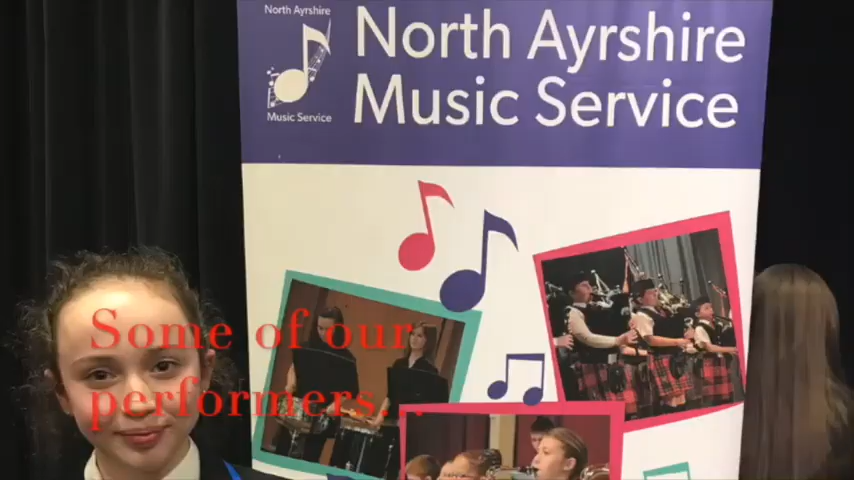 North Ayrshire
Music Service
North Ayrshire
Music Service
Some of our
performers...